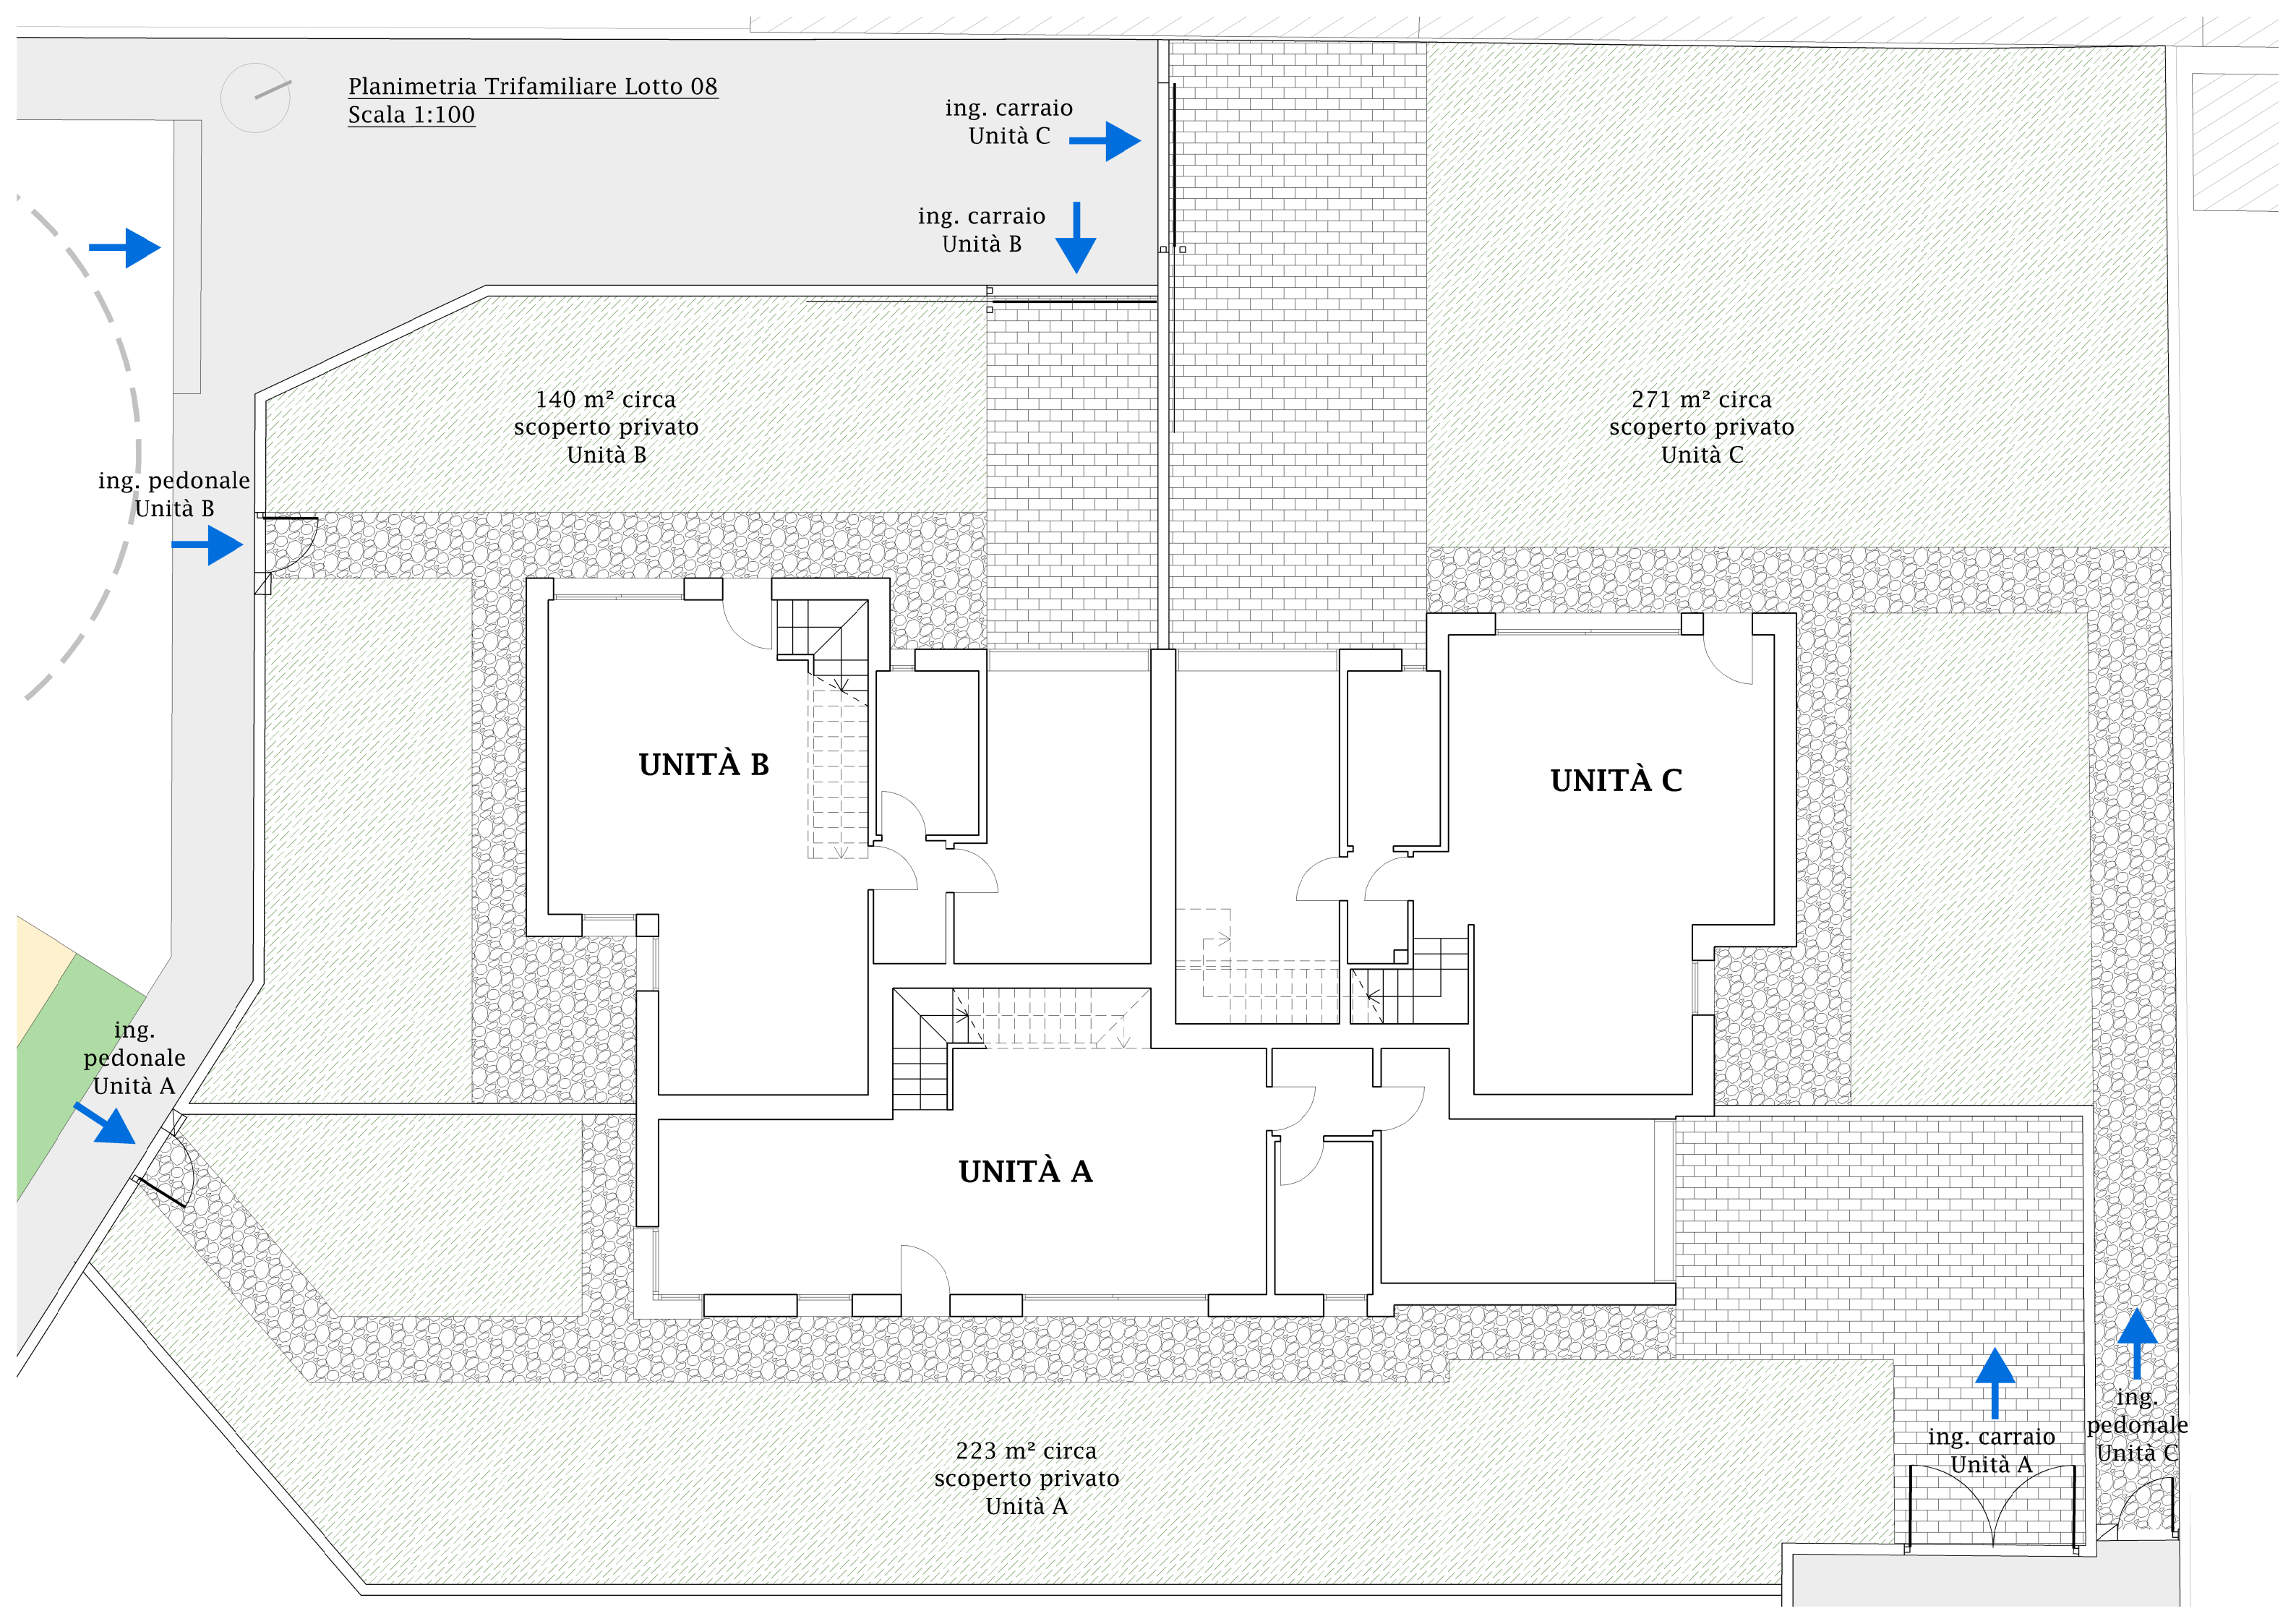 Planimetria Trifamiliare Lotto 08
Scala 1:100
ing. carraio
Unità C
ing. carraio
Unità B
140 m² circa
scoperto privato
Unità B
271 m² circa
scoperto privato
Unità C
ing. pedonale
Unità B
UNITÀ B
UNITÀ C
ing.
pedonale
Unità A
UNITÀ A
223 m² circa
scoperto privato
Unità A
ing. carraio
Unità A
ing.
pedonale
Unità C